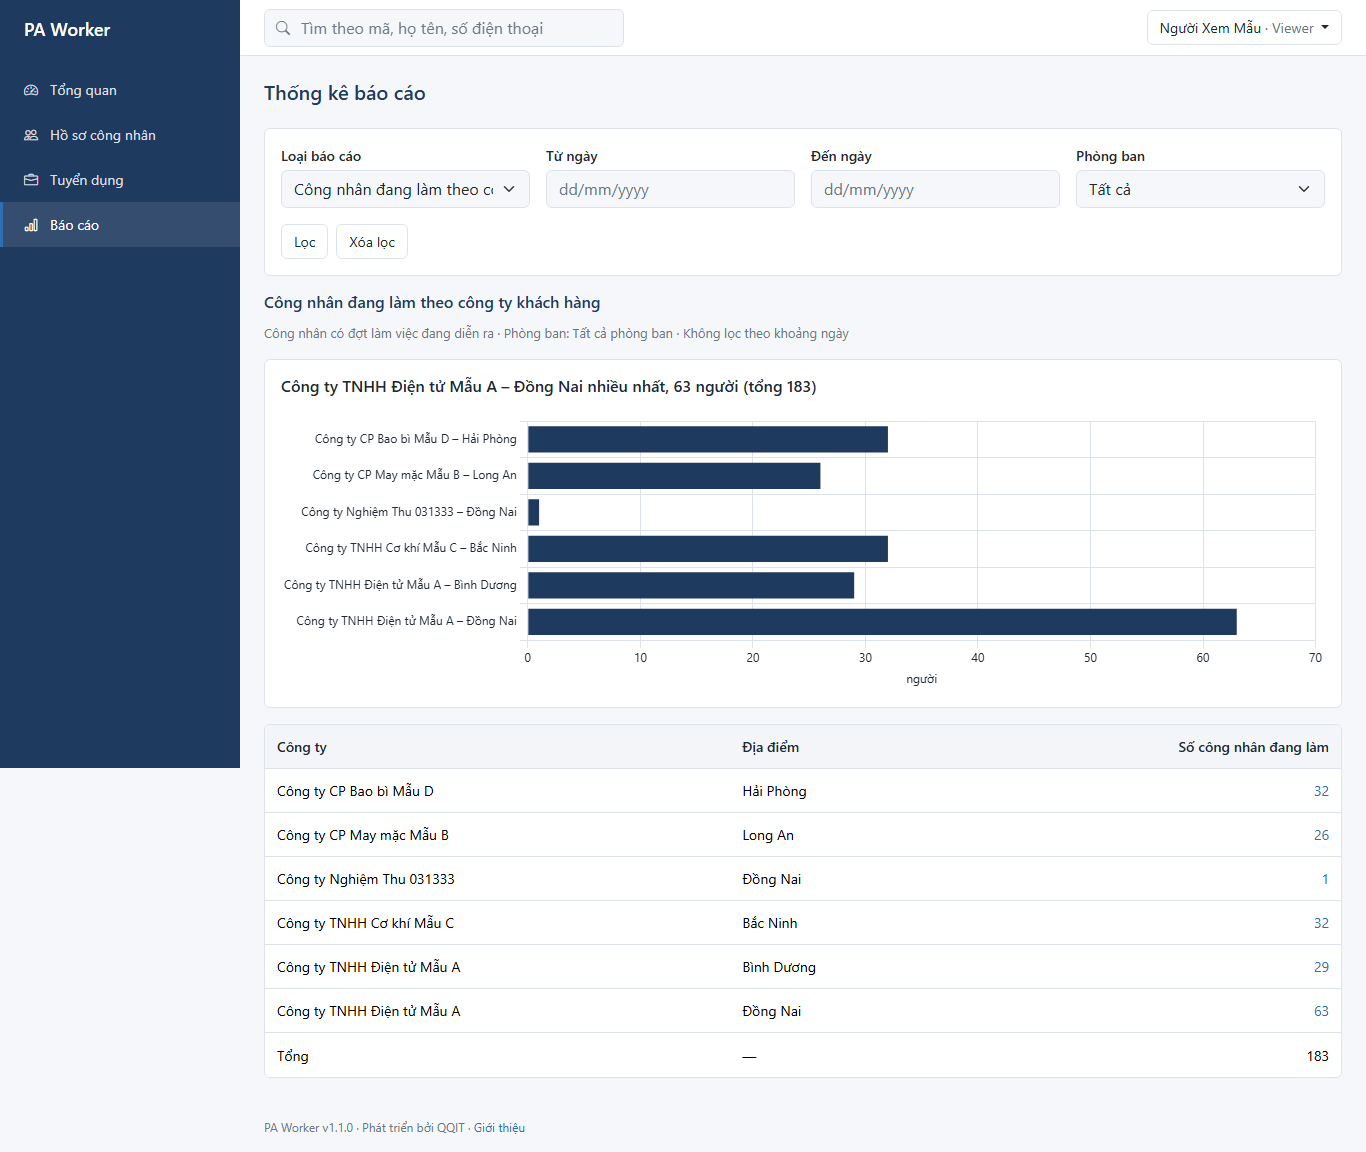 PA Worker
Tìm theo mã, họ tên, số điện thoại
Người Xem Mẫu · Viewer
Tổng quan
Hồ sơ công nhân
Tuyển dụng
Báo cáo
Thống kê báo cáo
Loại báo cáo
Từ ngày
Đến ngày
Phòng ban
Công nhân đang làm theo
dd/mm/yyyy
dd/mm/yyyy
Tất cả
Lọc
Xóa lọc
Công nhân đang làm theo công ty khách hàng
Công nhân có đợt làm việc đang diễn ra · Phòng ban: Tất cả phòng ban · Không lọc theo khoảng ngày
Công ty TNHH Điện tử Mẫu A – Đồng Nai nhiều nhất, 63 người (tổng 183)
Công ty CP Bao bì Mẫu D – Hải Phòng
Công ty CP May mặc Mẫu B – Long An
Công ty Nghiệm Thu 031333 – Đồng Nai
Công ty TNHH Cơ khí Mẫu C – Bắc Ninh
Công ty TNHH Điện tử Mẫu A – Bình Dương
Công ty TNHH Điện tử Mẫu A – Đồng Nai
0 10 20 30 40 50 60 70
người
Công ty Địa điểm Số công nhân đang làm
Công ty CP Bao bì Mẫu D Hải Phòng 32
Công ty CP May mặc Mẫu B Long An 26
Công ty Nghiệm Thu 031333 Đồng Nai 1
Công ty TNHH Cơ khí Mẫu C Bắc Ninh 32
Công ty TNHH Điện tử Mẫu A Bình Dương 29
Công ty TNHH Điện tử Mẫu A Đồng Nai 63
Tổng — 183
PA Worker v1.1.0 · Phát triển bởi QQIT · Giới thiệu